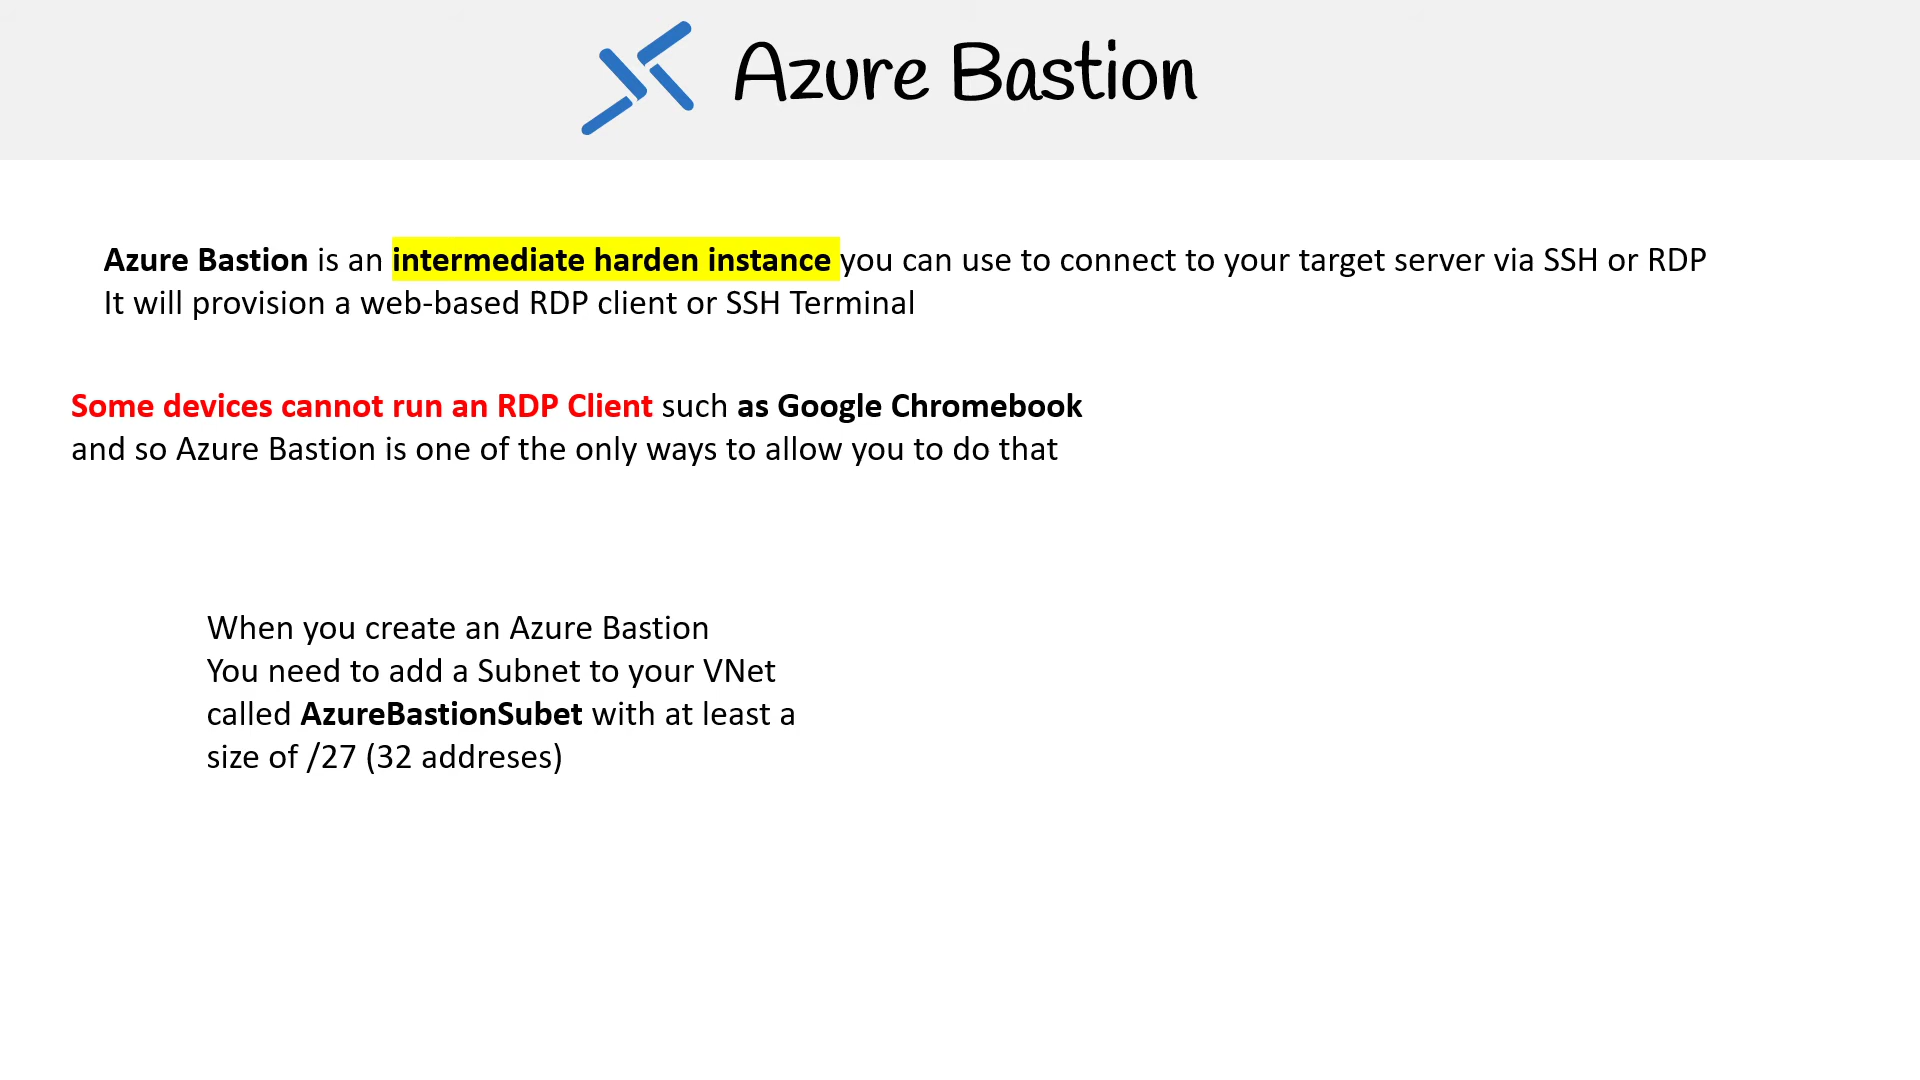 Azure Bastion
Azure Bastion is an intermediate harden instance you can use to connect to your target server via SSH or RDP
It will provision a web-based RDP client or SSH Terminal
Some devices cannot run an RDP Client such as Google Chromebook
and so Azure Bastion is one of the only ways to allow you to do that
When you create an Azure Bastion
You need to add a Subnet to your VNet
called AzureBastionSubet with at least a
size of /27 (32 addreses)